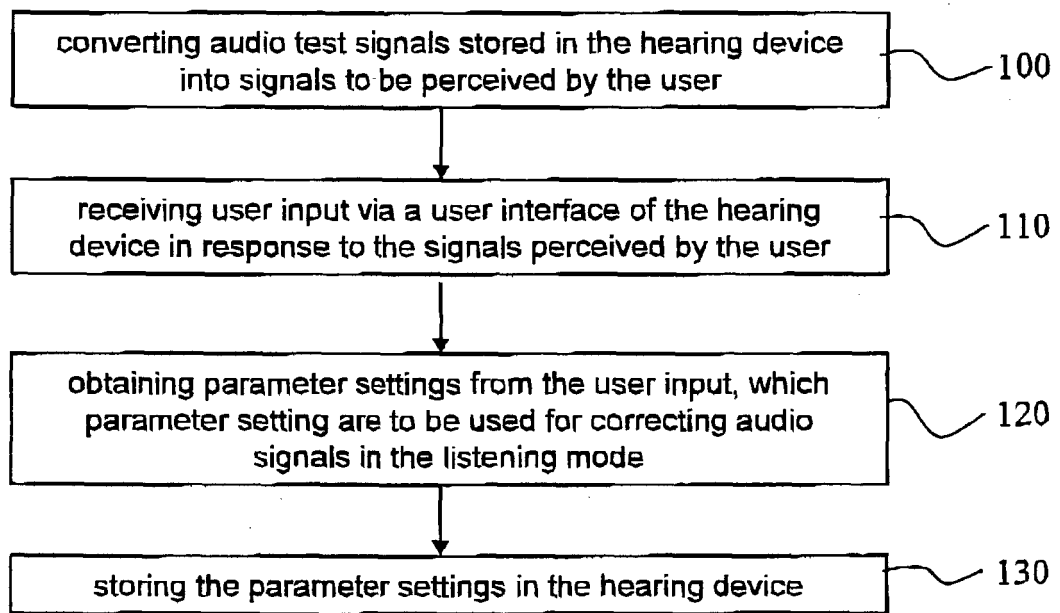 converting audio test signals stored in the hearing device
into signals to be perceived by the user
100
receiving user input via a user interface of the hearing
device in response to the signals perceived by the user
110
obtaining parameter settings from the user input, which
parameter setting are to be used for correcting audio
signals in the listening mode
120
storing the parameter settings in the hearing device
130